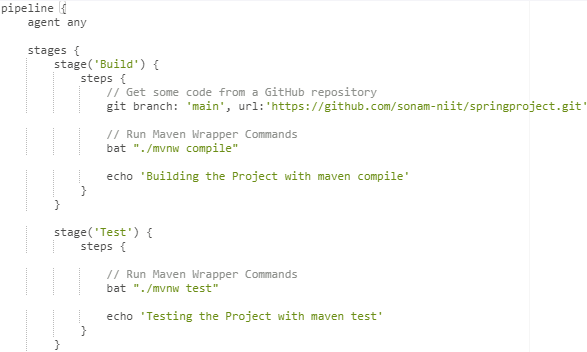 pipeline {
    agent any

    stages {
        stage('Build') {
            steps {
                // Get some code from a GitHub repository
                git branch: 'main', url:'https://github.com/sonam-niit/springproject.git'

                // Run Maven Wrapper Commands
                bat "./mvnw compile"

                echo 'Building the Project with maven compile'
            }
        }

        stage('Test') {
            steps {

                // Run Maven Wrapper Commands
                bat "./mvnw test"

                echo 'Testing the Project with maven test'
            }
        }